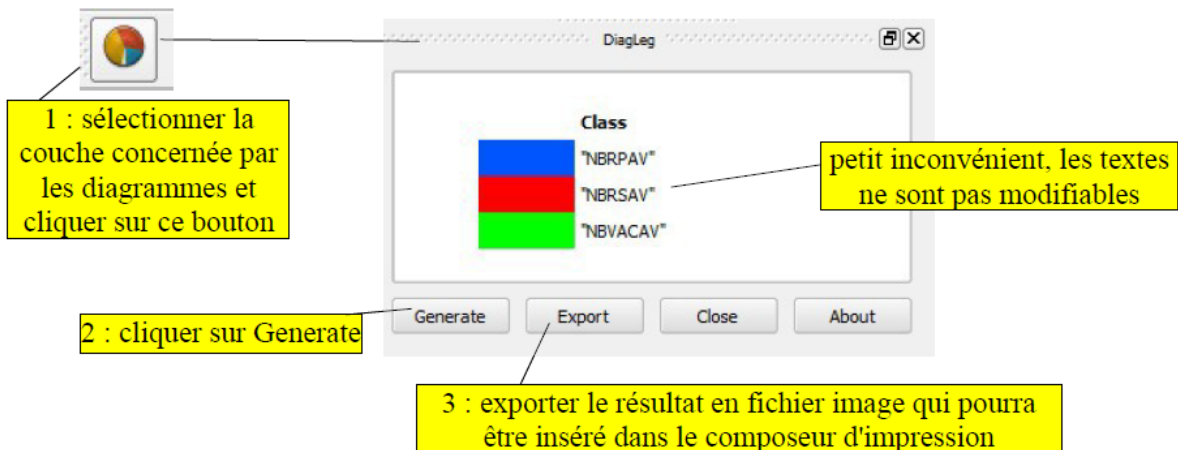 DiagLeg
1 : sélectionner la
couche concernée par
les diagrammes et
cliquer sur ce bouton
Class
"NBRPAV"
"NBRSAV"
"NBVACAV"
petit inconvénient, les textes
ne sont pas modifiables
Generate
Export
Close
About
2 : cliquer sur Generate
3 : exporter le résultat en fichier image qui pourra
être inséré dans le composeur d'impression